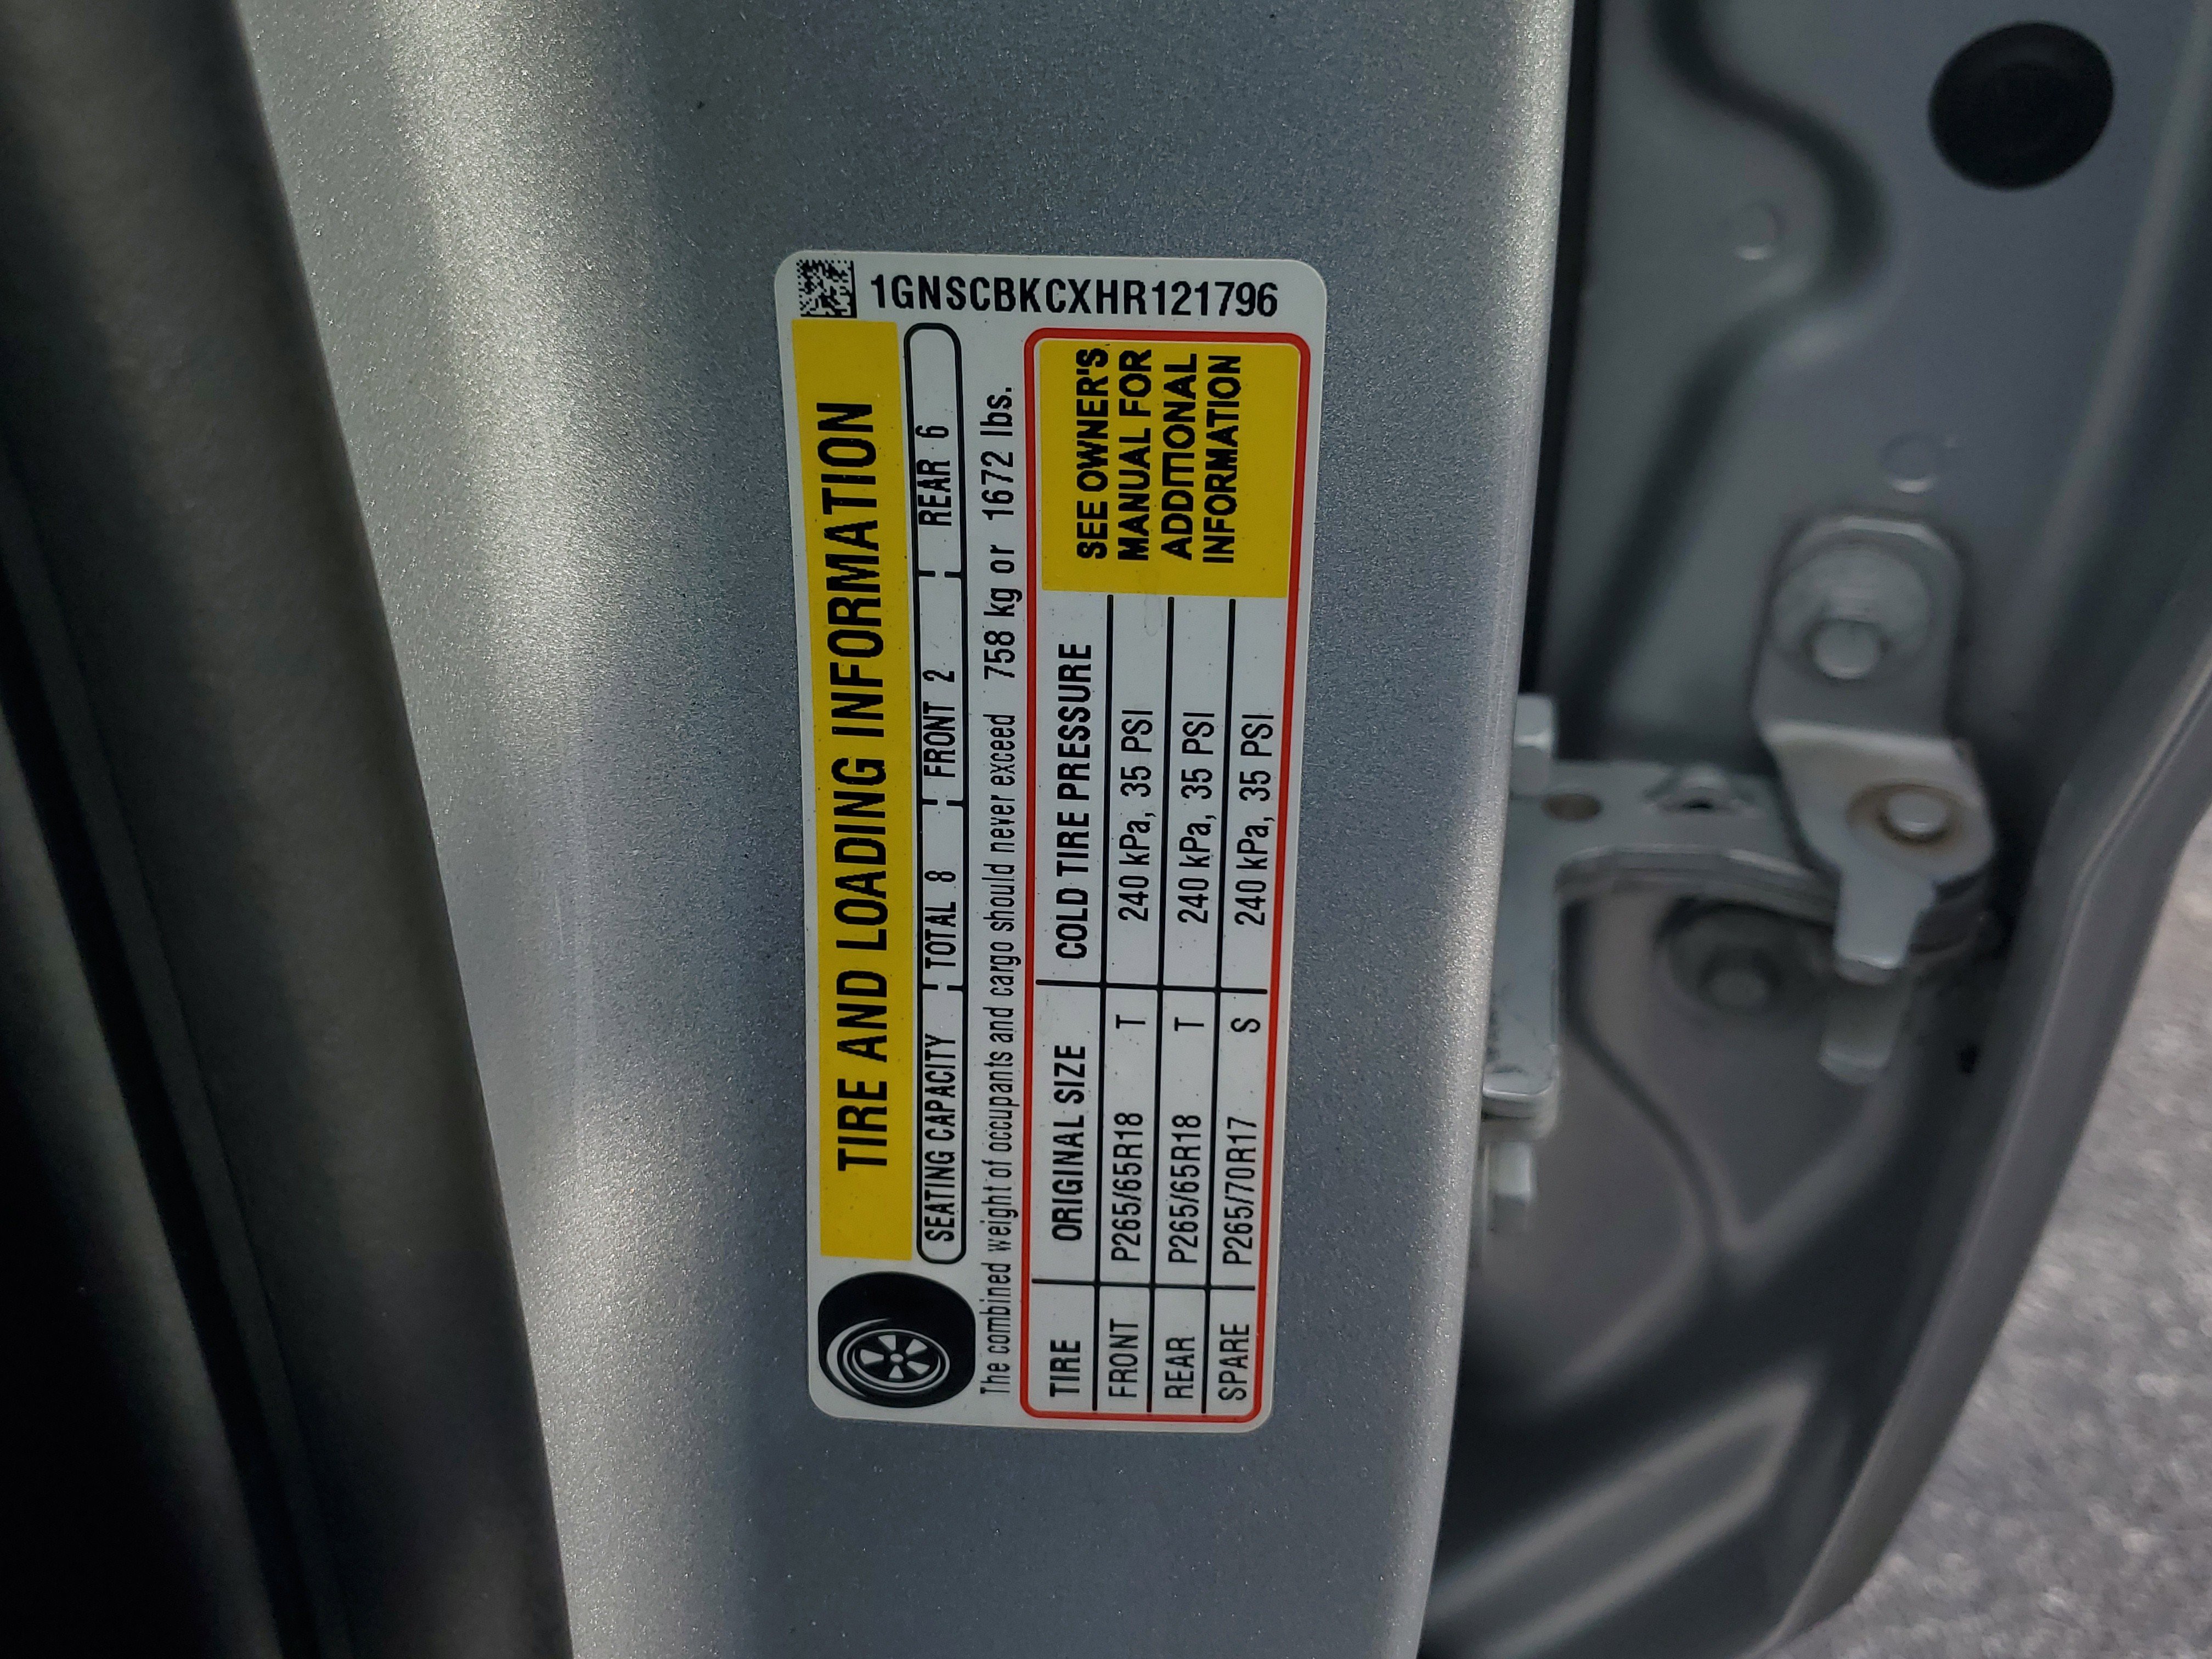 1GNSCBKCXHR121796
TIRE AND LOADING INFORMATION
SEATING CAPACITY TOTAL 8 FRONT 2 REAR 6
The combined weight of occupants and cargo should never exceed 758 kg or 1672 lbs.
TIRE ORIGINAL SIZE COLD TIRE PRESSURE
FRONT P265/65R18 T 240 kPa, 35 PSI
REAR P265/65R18 T 240 kPa, 35 PSI
SPARE P265/70R17 S 240 kPa, 35 PSI
SEE OWNER'S
MANUAL FOR
ADDITIONAL
INFORMATION